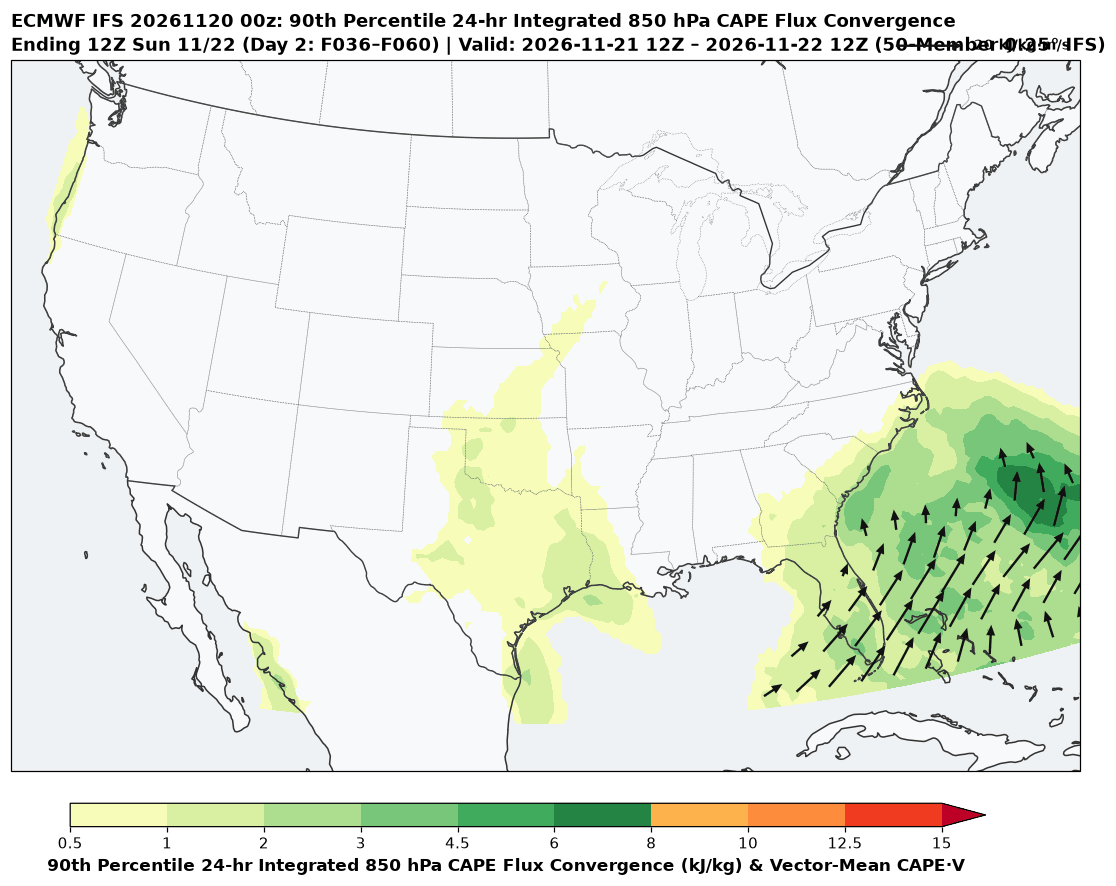 ECMWF IFS 20261120 00z: 90th Percentile 24-hr Integrated 850 hPa CAPE Flux Convergence
Ending 12Z Sun 11/22 (Day 2: F036–F060) | Valid: 2026-11-21 12Z – 2026-11-22 12Z (50-Member 0.25° IFS)
0.5 1 2 3 4.5 6 8 10 12.5 15
90th Percentile 24-hr Integrated 850 hPa CAPE Flux Convergence (kJ/kg) & Vector-Mean CAPE·V